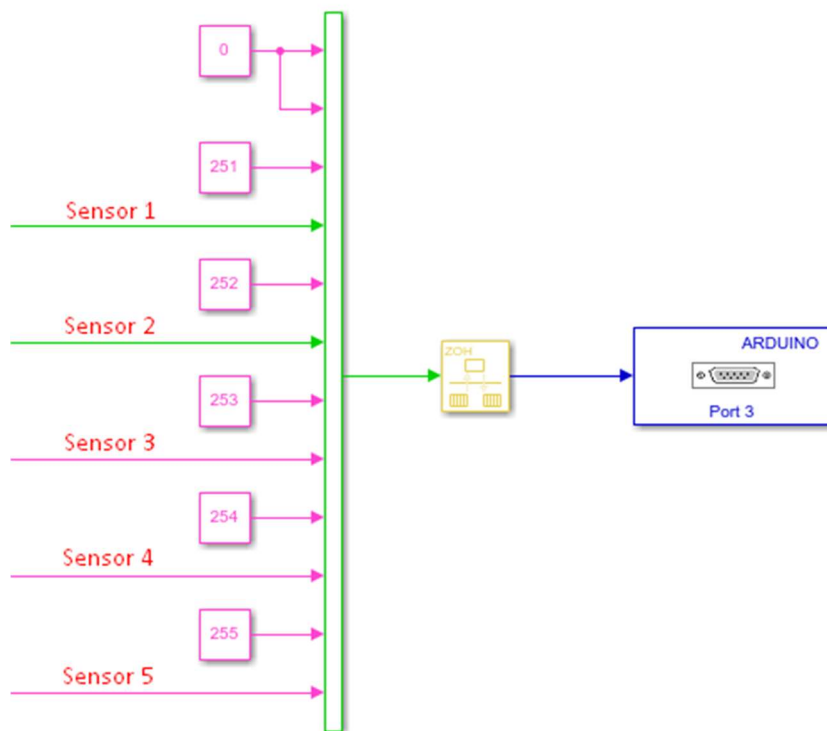 0
251
Sensor 1
252
Sensor 2
ZOH
ARDUINO
253
Port 3
Sensor 3
254
Sensor 4
255
Sensor 5